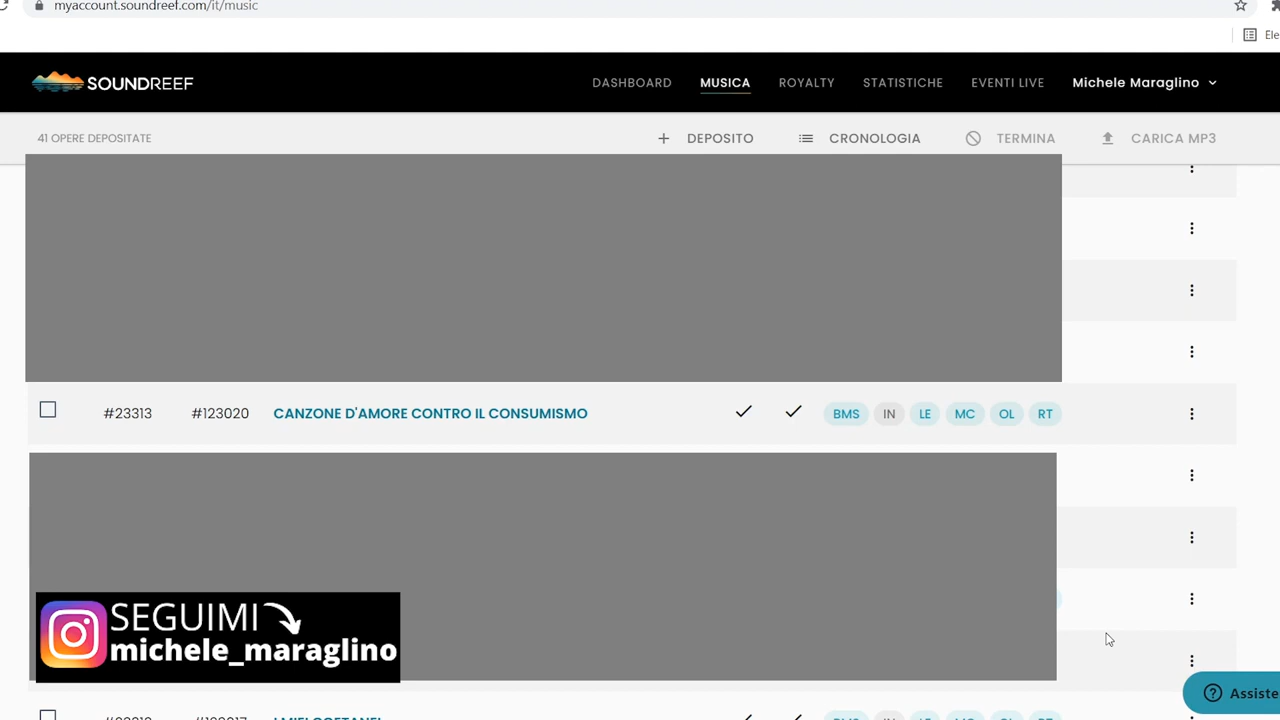 myaccount.soundreef.com/it/music
Ele
SOUNDREEF
DASHBOARD MUSICA ROYALTY STATISTICHE EVENTI LIVE Michele Maraglino
41 OPERE DEPOSITATE + DEPOSITO CRONOLOGIA TERMINA CARICA MP3
#23313 #123020 CANZONE D'AMORE CONTRO IL CONSUMISMO BMS IN LE MC OL RT
SEGUIMI
michele_maraglino
? Assiste